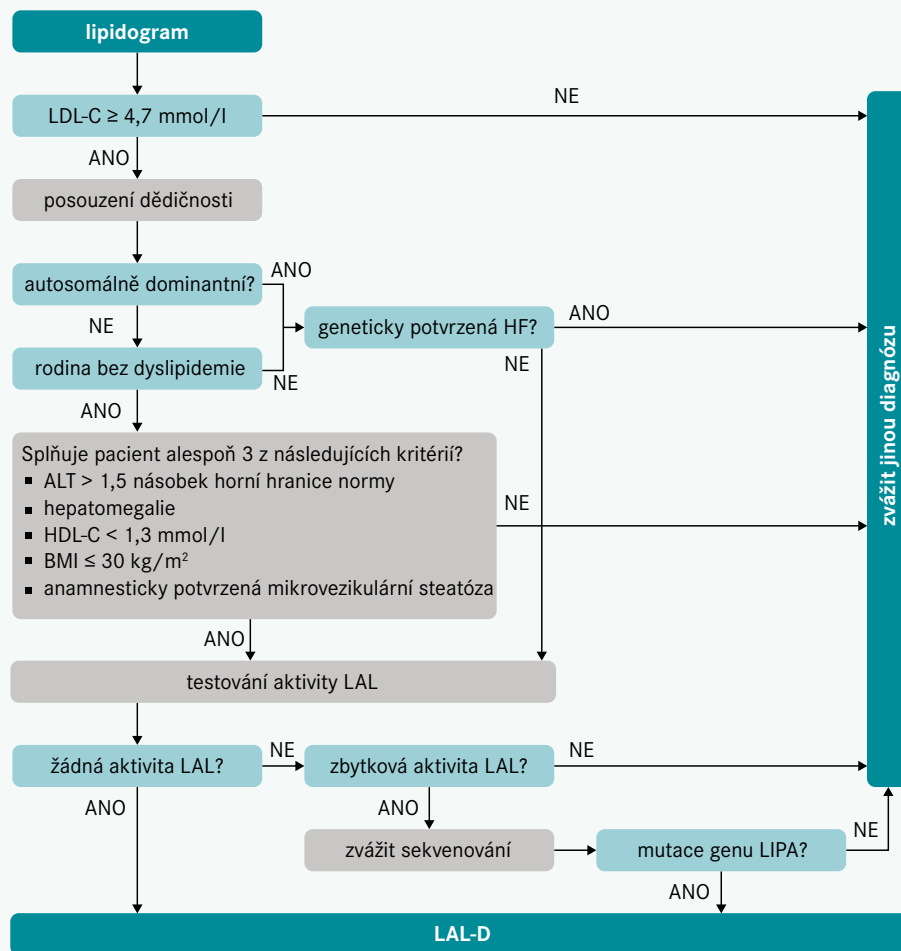 lipidogram
LDL-C ≥ 4,7 mmol/l
NE
ANO
posouzení dědičnosti
autosomálně dominantní?
ANO
NE
geneticky potvrzená HF?
ANO
NE
rodina bez dyslipidemie
NE
ANO
Splňuje pacient alespoň 3 z následujících kritérií?
▪ ALT > 1,5 násobek horní hranice normy
▪ hepatomegalie
▪ HDL-C < 1,3 mmol/l
▪ BMI ≤ 30 kg/m²
▪ anamnesticky potvrzená mikrovezikulární steatóza
NE
ANO
testování aktivity LAL
žádná aktivita LAL?
NE
zbytková aktivita LAL?
NE
ANO
ANO
zvážit sekvenování
mutace genu LIPA?
NE
ANO
zvážit jinou diagnózu
LAL-D